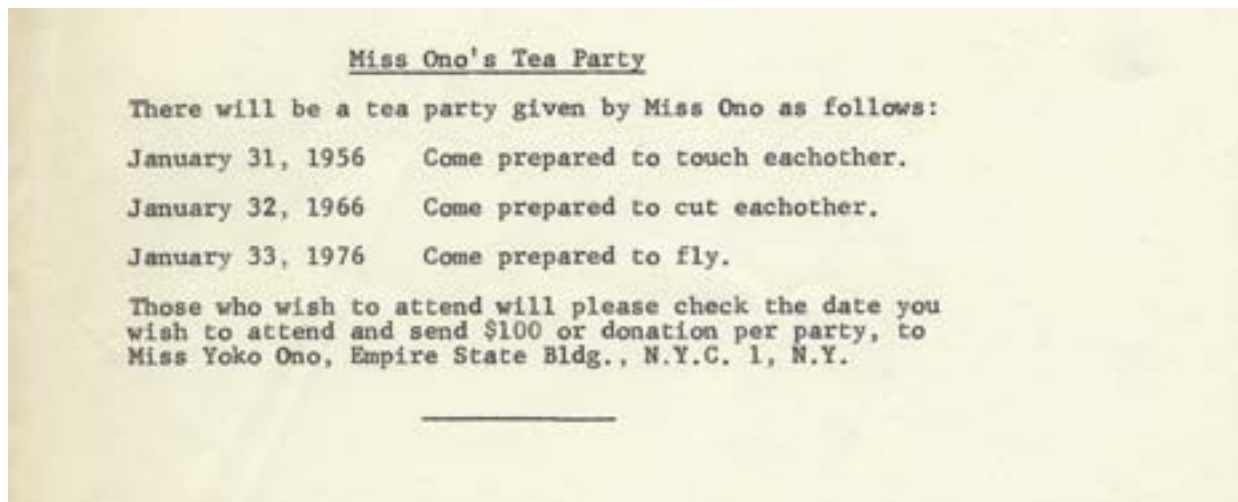 Miss Ono's Tea Party
There will be a tea party given by Miss Ono as follows:
January 31, 1956 Come prepared to touch eachother.
January 32, 1966 Come prepared to cut eachother.
January 33, 1976 Come prepared to fly.
Those who wish to attend will please check the date you
wish to attend and send $100 or donation per party, to
Miss Yoko Ono, Empire State Bldg., N.Y.C. 1, N.Y.